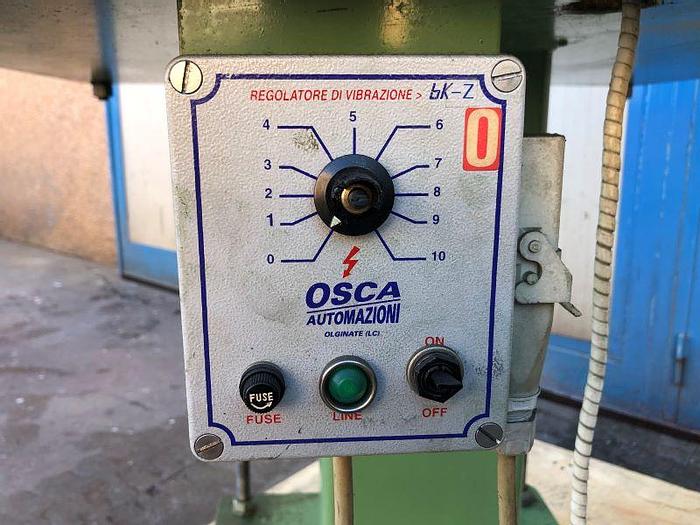 REGOLATORE DI VIBRAZIONE > bK-Z
5
4 6
0
3 7
2 8
1 9
0 10
OSCA
AUTOMAZIONI
OLGINATE (LC)
ON
FUSE
FUSE LINE OFF